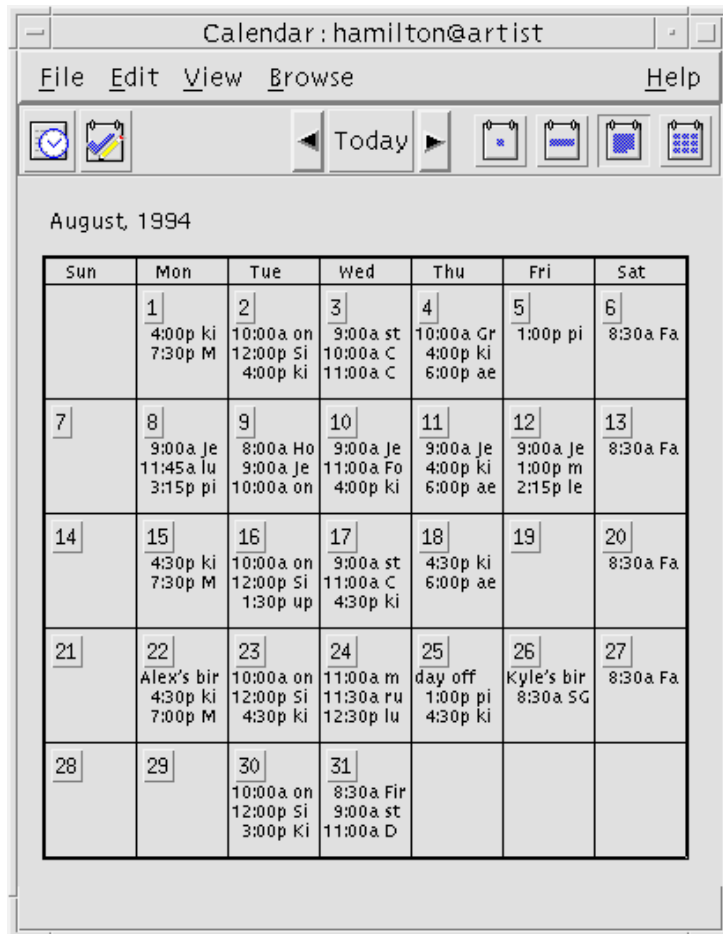 Calendar : hamilton@artist
File Edit View Browse Help
Today
August, 1994
Sun Mon Tue Wed Thu Fri Sat
1 2 3 4 5 6
4:00p ki 10:00a on 9:00a st 10:00a Gr 1:00p pi 8:30a Fa
7:30p M 12:00p Si 10:00a C 4:00p ki
4:00p ki 11:00a C 6:00p ae
7 8 9 10 11 12 13
9:00a Je 8:00a Ho 9:00a Je 9:00a Je 9:00a Je 8:30a Fa
11:45a lu 9:00a Je 11:00a Fo 4:00p ki 1:00p m
3:15p pi 10:00a on 4:00p ki 6:00p ae 2:15p le
14 15 16 17 18 19 20
4:30p ki 10:00a on 9:00a st 4:30p ki 8:30a Fa
7:30p M 12:00p Si 11:00a C 6:00p ae
1:30p up 4:30p ki
21 22 23 24 25 26 27
Alex's bir 10:00a on 11:00a m day off Kyle's bir 8:30a Fa
4:30p ki 12:00p Si 11:30a ru 1:00p pi 8:30a SG
7:00p M 4:30p ki 12:30p lu 4:30p ki
28 29 30 31
10:00a on 8:30a Fir
12:00p Si 9:00a st
3:00p Ki 11:00a D